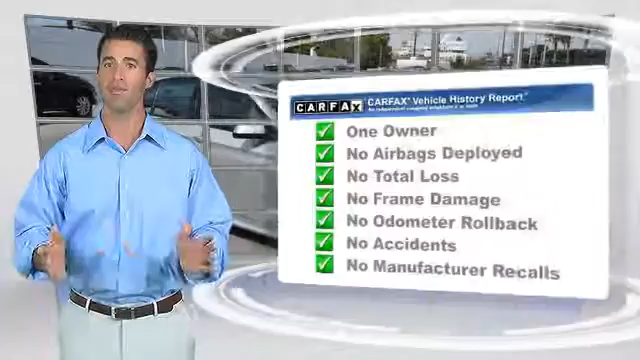 CARFAX CARFAX Vehicle History Report
One Owner
No Airbags Deployed
No Total Loss
No Frame Damage
No Odometer Rollback
No Accidents
No Manufacturer Recalls